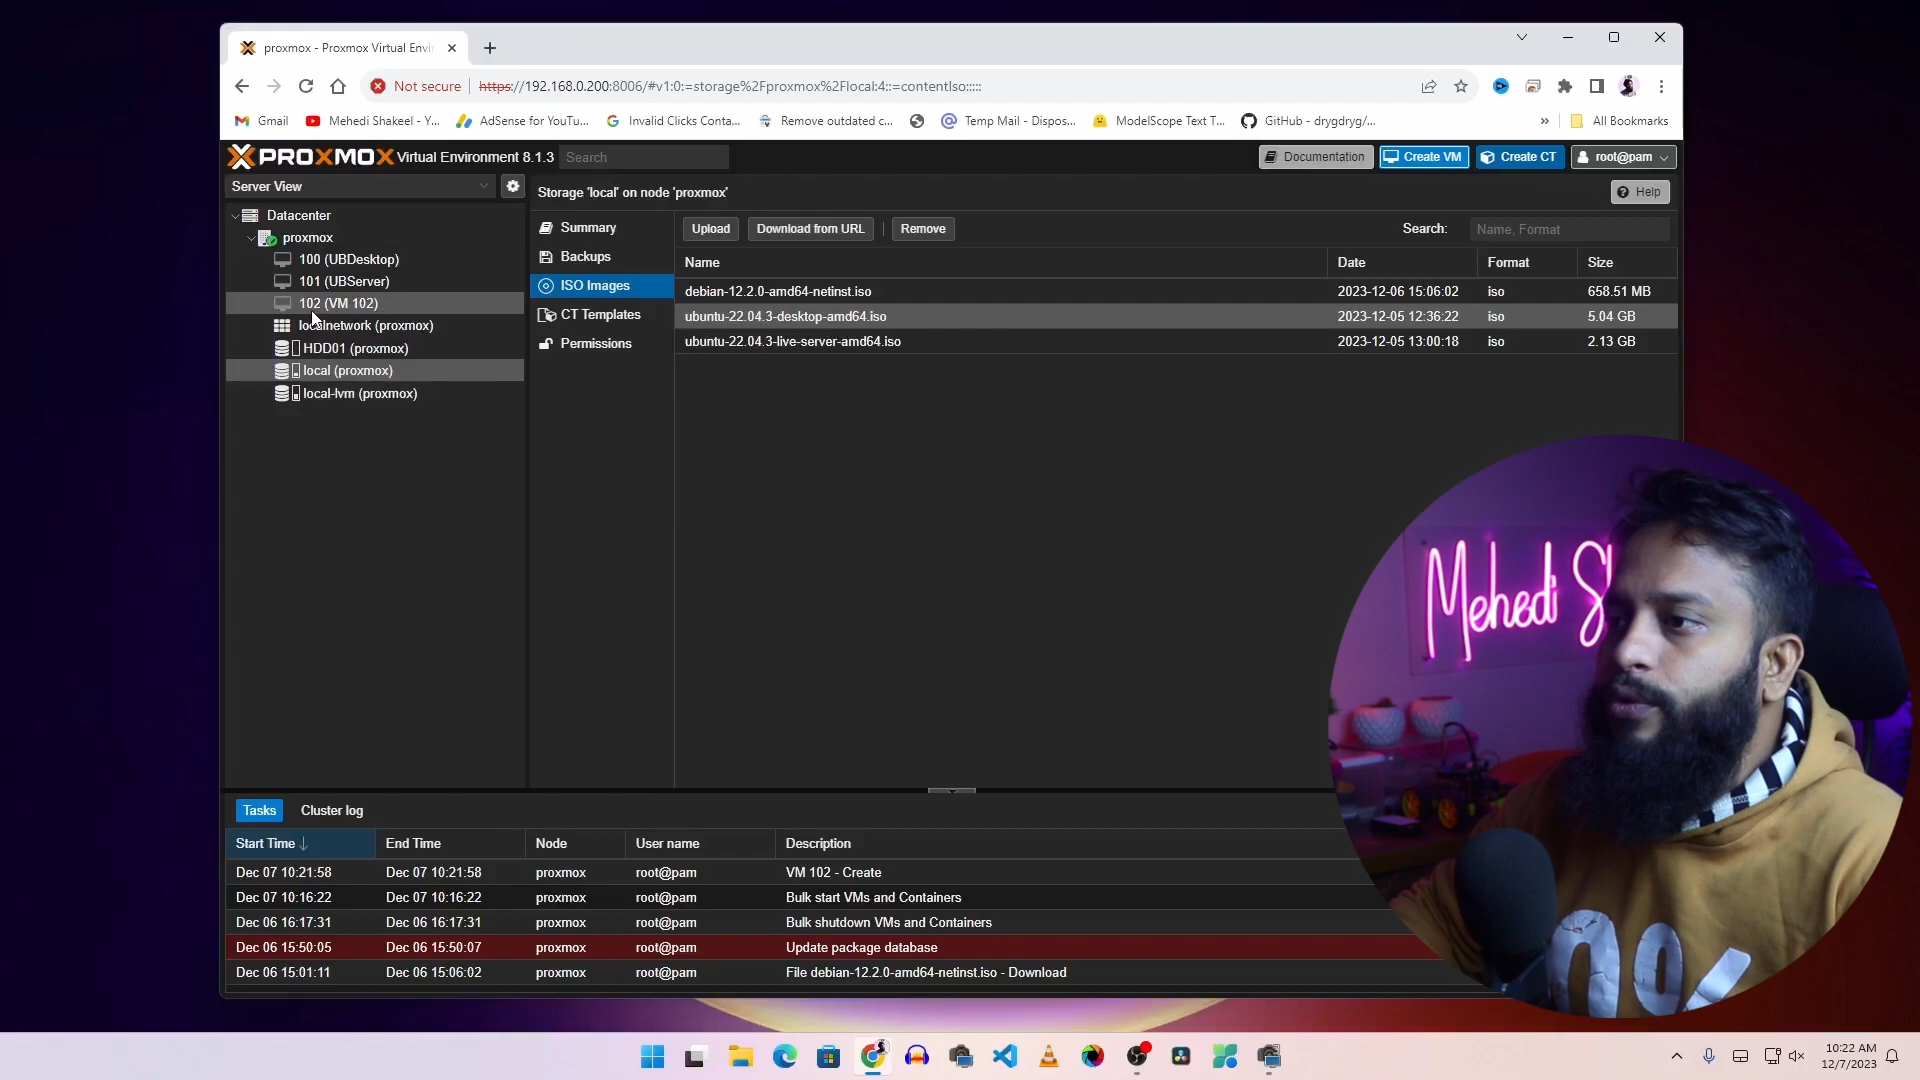 proxmox - Proxmox Virtual Envi
Not secure
https://192.168.0.200:8006/#v1:0:=storage%2Fproxmox%2Flocal:4::=contentIso:::::
Gmail
Mehedi Shakeel - Y...
AdSense for YouTu...
Invalid Clicks Conta...
Remove outdated c...
Temp Mail - Dispos...
ModelScope Text T...
GitHub - drygdryg/...
»
All Bookmarks
PROXMOX Virtual Environment 8.1.3
Search
Documentation
Create VM
Create CT
root@pam
Server View
Storage 'local' on node 'proxmox'
Help
Datacenter
proxmox
100 (UBDesktop)
101 (UBServer)
102 (VM 102)
localnetwork (proxmox)
HDD01 (proxmox)
local (proxmox)
local-lvm (proxmox)
Summary
Backups
ISO Images
CT Templates
Permissions
Upload
Download from URL
Remove
Search:
Name, Format
Name Date Format Size
debian-12.2.0-amd64-netinst.iso 2023-12-06 15:06:02 iso 658.51 MB
ubuntu-22.04.3-desktop-amd64.iso 2023-12-05 12:36:22 iso 5.04 GB
ubuntu-22.04.3-live-server-amd64.iso 2023-12-05 13:00:18 iso 2.13 GB
Mehedi Sh
Tasks
Cluster log
Start Time End Time Node User name Description
Dec 07 10:21:58 Dec 07 10:21:58 proxmox root@pam VM 102 - Create
Dec 07 10:16:22 Dec 07 10:16:22 proxmox root@pam Bulk start VMs and Containers
Dec 06 16:17:31 Dec 06 16:17:31 proxmox root@pam Bulk shutdown VMs and Containers
Dec 06 15:50:05 Dec 06 15:50:07 proxmox root@pam Update package database
Dec 06 15:01:11 Dec 06 15:06:02 proxmox root@pam File debian-12.2.0-amd64-netinst.iso - Download
10:22 AM
12/7/2023